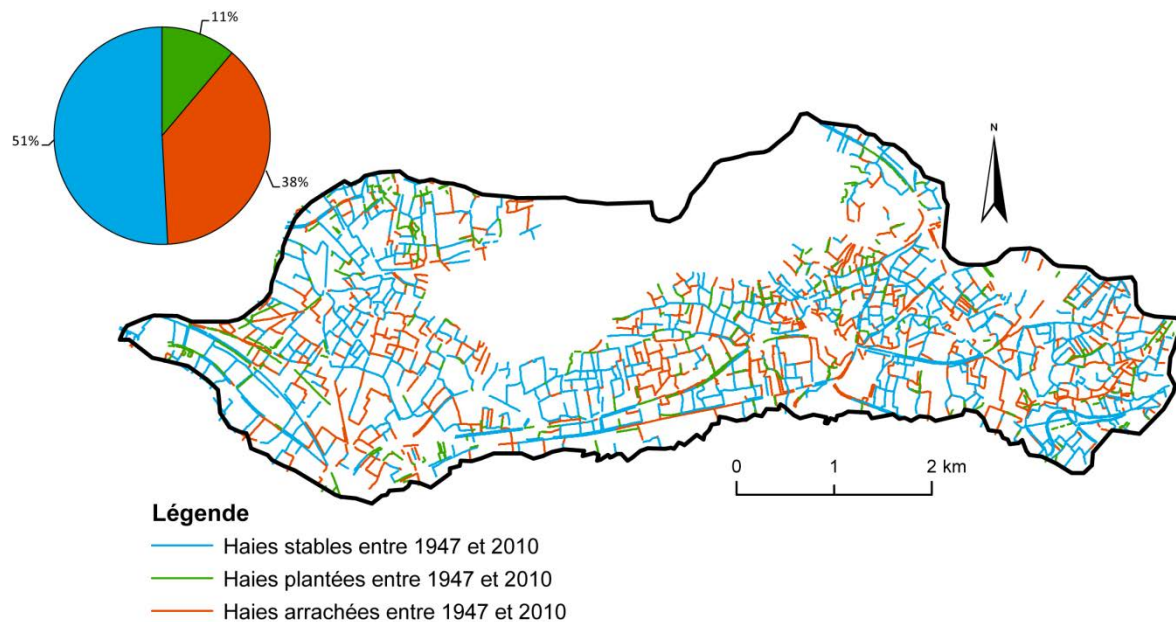 11%
51%
38%
N
0 1 2 km
Légende
Haies stables entre 1947 et 2010
Haies plantées entre 1947 et 2010
Haies arrachées entre 1947 et 2010